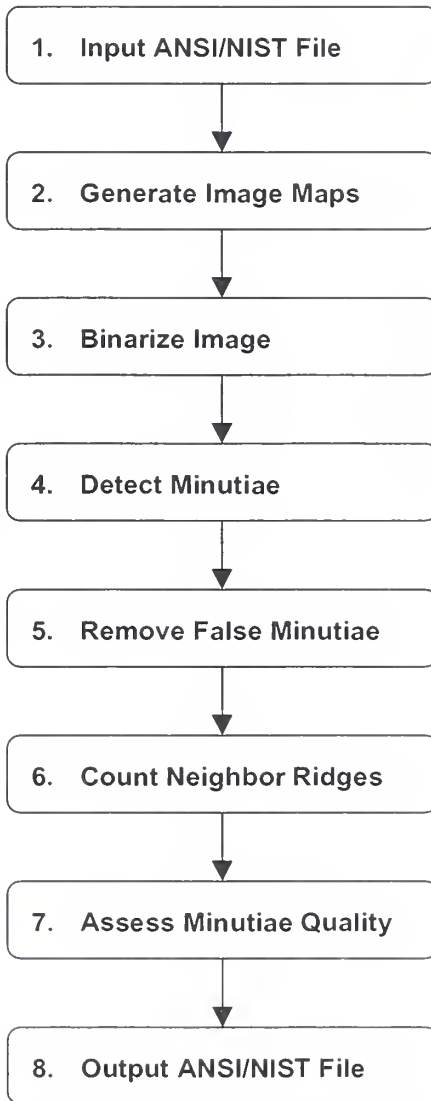 1. Input ANSI/NIST File
2. Generate Image Maps
3. Binarize Image
4. Detect Minutiae
5. Remove False Minutiae
6. Count Neighbor Ridges
7. Assess Minutiae Quality
8. Output ANSI/NIST File